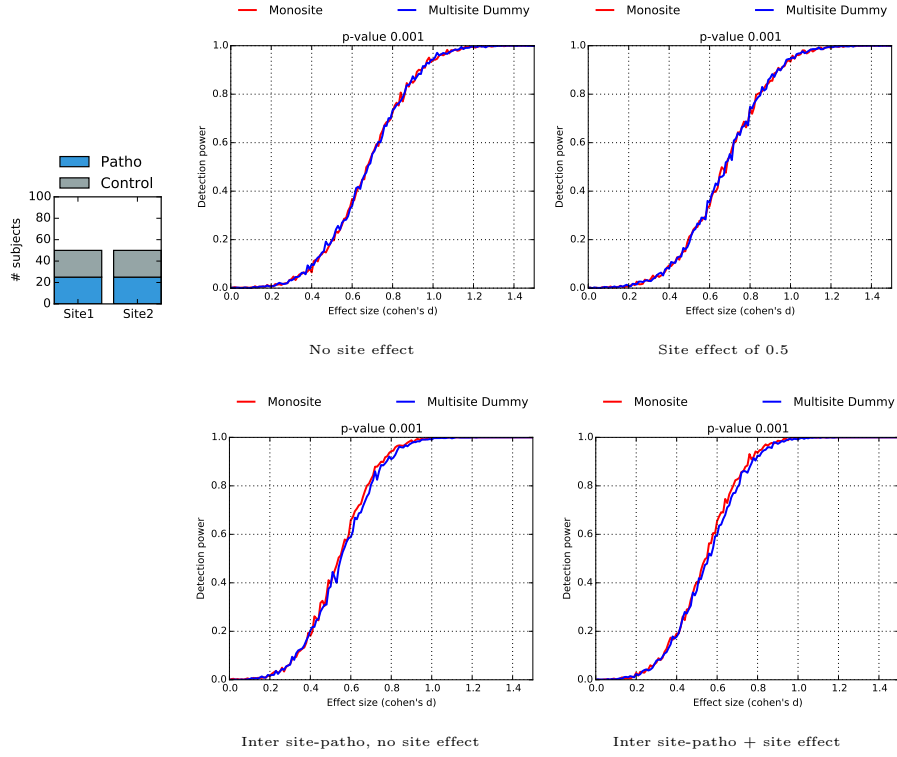 Monosite
Multisite Dummy
p-value 0.001
Detection power
1.0
0.8
0.6
0.4
0.2
0.0
0.0 0.2 0.4 0.6 0.8 1.0 1.2 1.4
Effect size (cohen's d)
No site effect
Monosite
Multisite Dummy
p-value 0.001
Detection power
1.0
0.8
0.6
0.4
0.2
0.0
0.0 0.2 0.4 0.6 0.8 1.0 1.2 1.4
Effect size (cohen's d)
Site effect of 0.5
Patho
Control
# subjects
100
80
60
40
20
0
Site1 Site2
Monosite
Multisite Dummy
p-value 0.001
Detection power
1.0
0.8
0.6
0.4
0.2
0.0
0.0 0.2 0.4 0.6 0.8 1.0 1.2 1.4
Effect size (cohen's d)
Inter site-patho, no site effect
Monosite
Multisite Dummy
p-value 0.001
Detection power
1.0
0.8
0.6
0.4
0.2
0.0
0.0 0.2 0.4 0.6 0.8 1.0 1.2 1.4
Effect size (cohen's d)
Inter site-patho + site effect